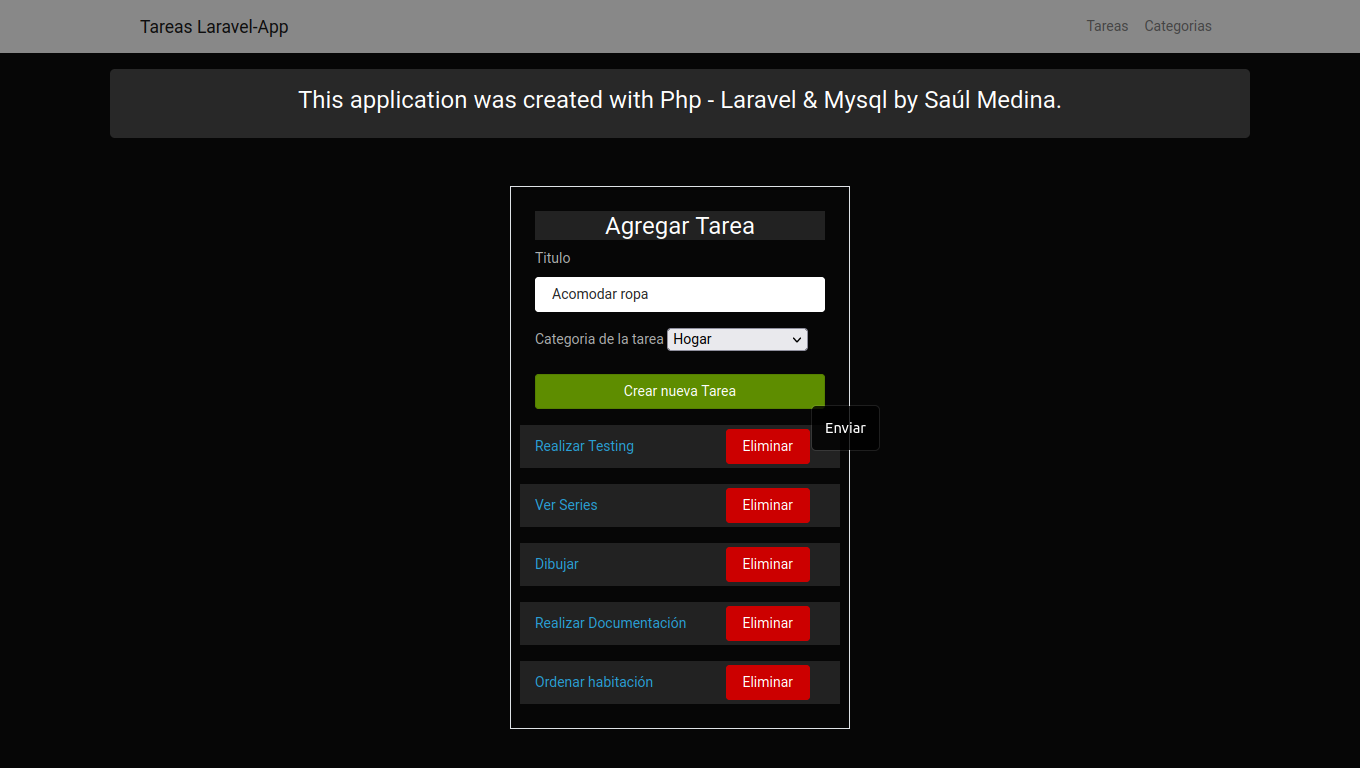 Tareas Laravel-App
Tareas Categorias
This application was created with Php - Laravel & Mysql by Saúl Medina.
Agregar Tarea
Titulo
Acomodar ropa
Categoria de la tarea Hogar
Crear nueva Tarea
Enviar
Realizar Testing Eliminar
Ver Series Eliminar
Dibujar Eliminar
Realizar Documentación Eliminar
Ordenar habitación Eliminar